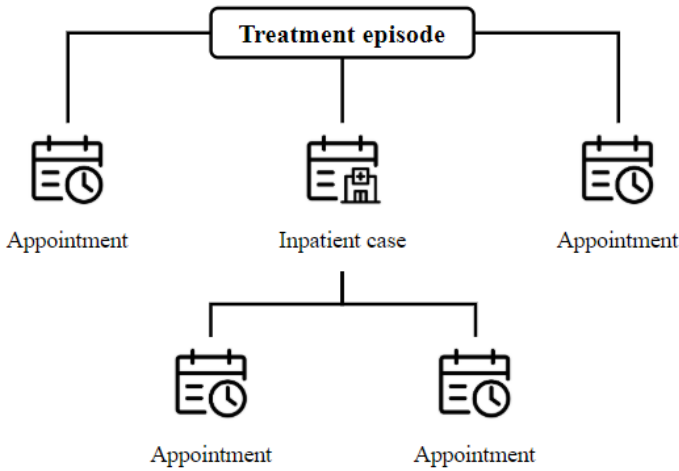 Treatment episode
Appointment
Inpatient case
Appointment
Appointment
Appointment